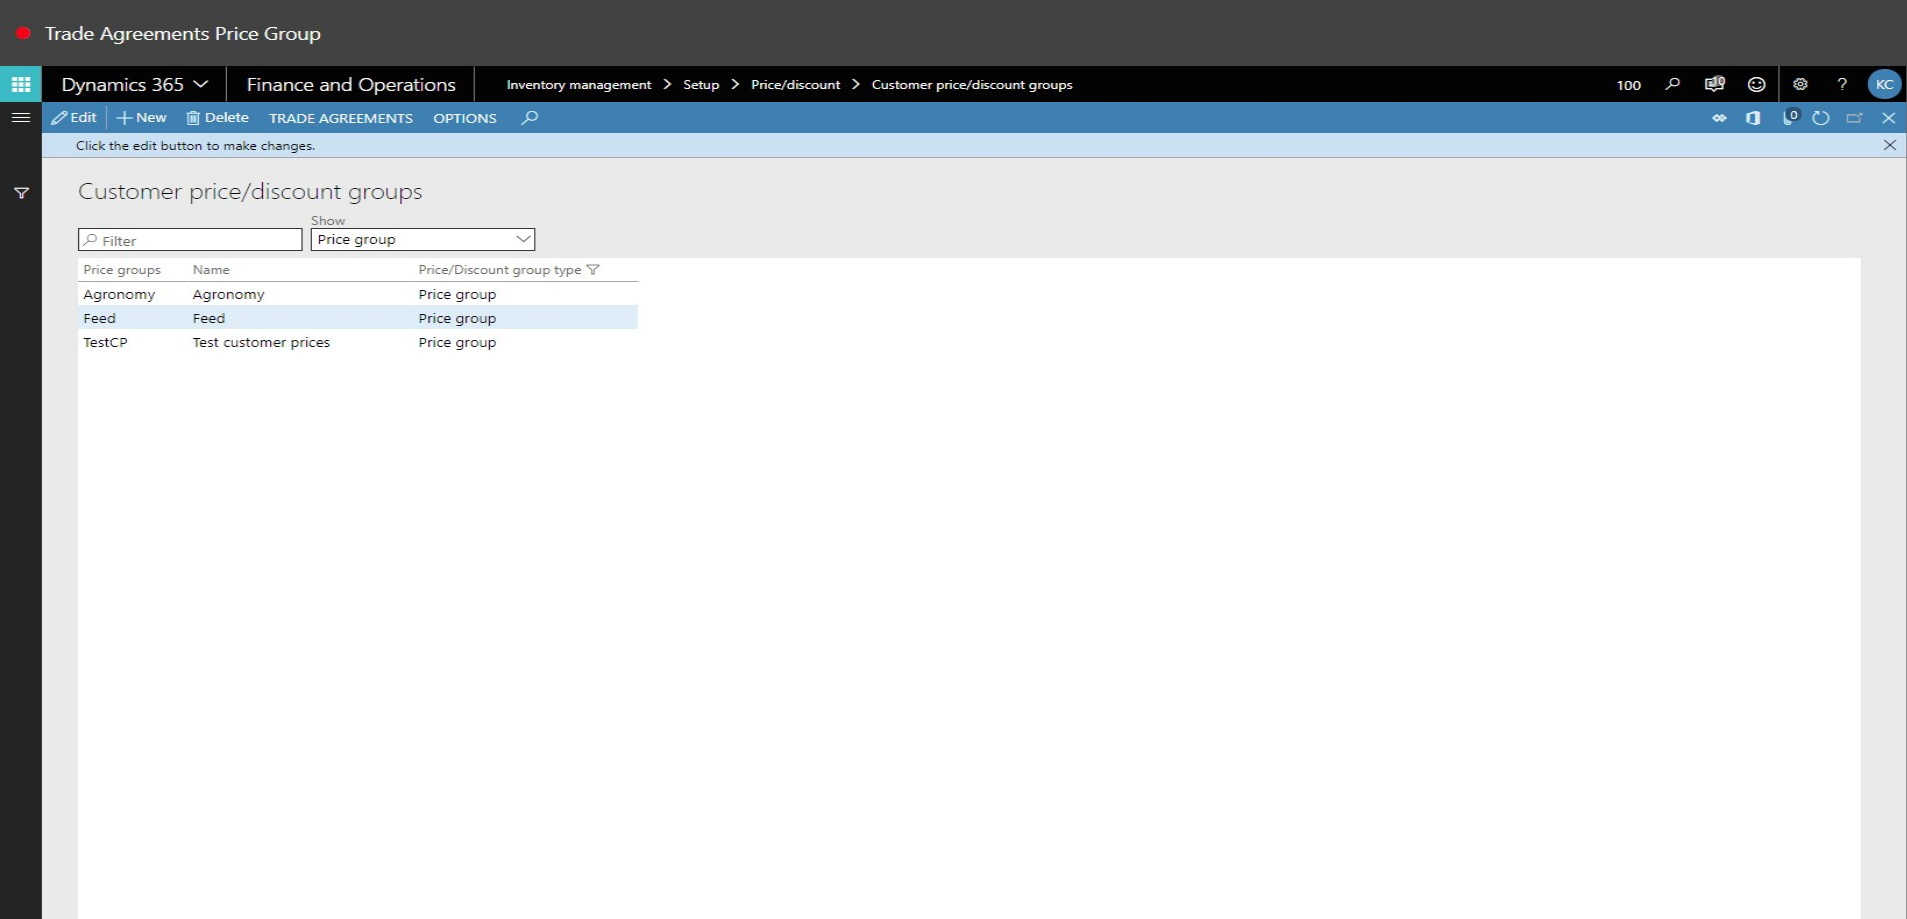 Trade Agreements Price Group
Dynamics 365 Finance and Operations Inventory management > Setup > Price/discount > Customer price/discount groups 100 10 ? KC
Edit New Delete TRADE AGREEMENTS OPTIONS 0
Click the edit button to make changes.
Customer price/discount groups
Show
Filter Price group
Price groups Name Price/Discount group type
Agronomy Agronomy Price group
Feed Feed Price group
TestCP Test customer prices Price group